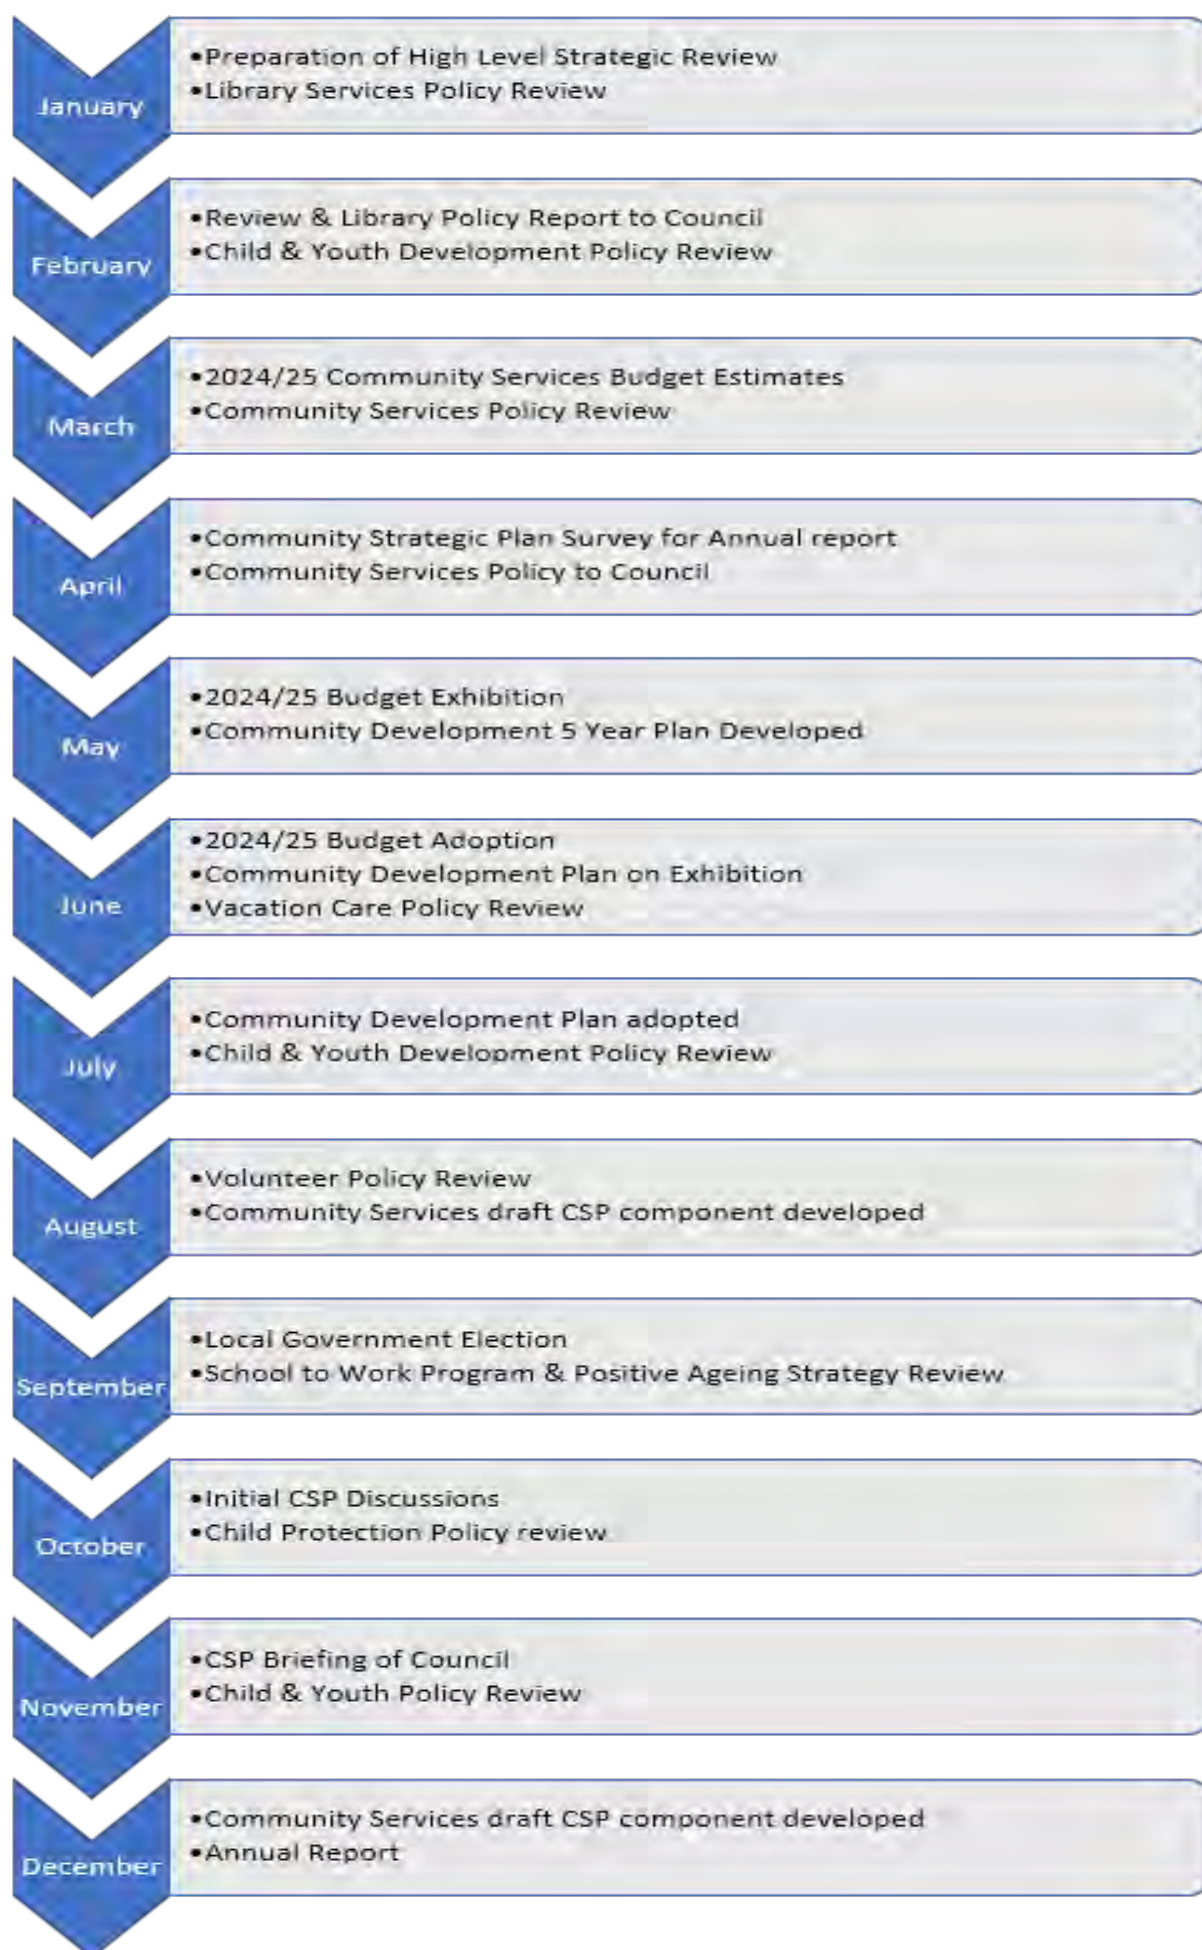 January
•Preparation of High Level Strategic Review
•Library Services Policy Review
February
•Review & Library Policy Report to Council
•Child & Youth Development Policy Review
March
•2024/25 Community Services Budget Estimates
•Community Services Policy Review
April
•Community Strategic Plan Survey for Annual report
•Community Services Policy to Council
May
•2024/25 Budget Exhibition
•Community Development 5 Year Plan Developed
June
•2024/25 Budget Adoption
•Community Development Plan on Exhibition
•Vacation Care Policy Review
July
•Community Development Plan adopted
•Child & Youth Development Policy Review
August
•Volunteer Policy Review
•Community Services draft CSP component developed
September
•Local Government Election
•School to Work Program & Positive Ageing Strategy Review
October
•Initial CSP Discussions
•Child Protection Policy review
November
•CSP Briefing of Council
•Child & Youth Policy Review
December
•Community Services draft CSP component developed
•Annual Report